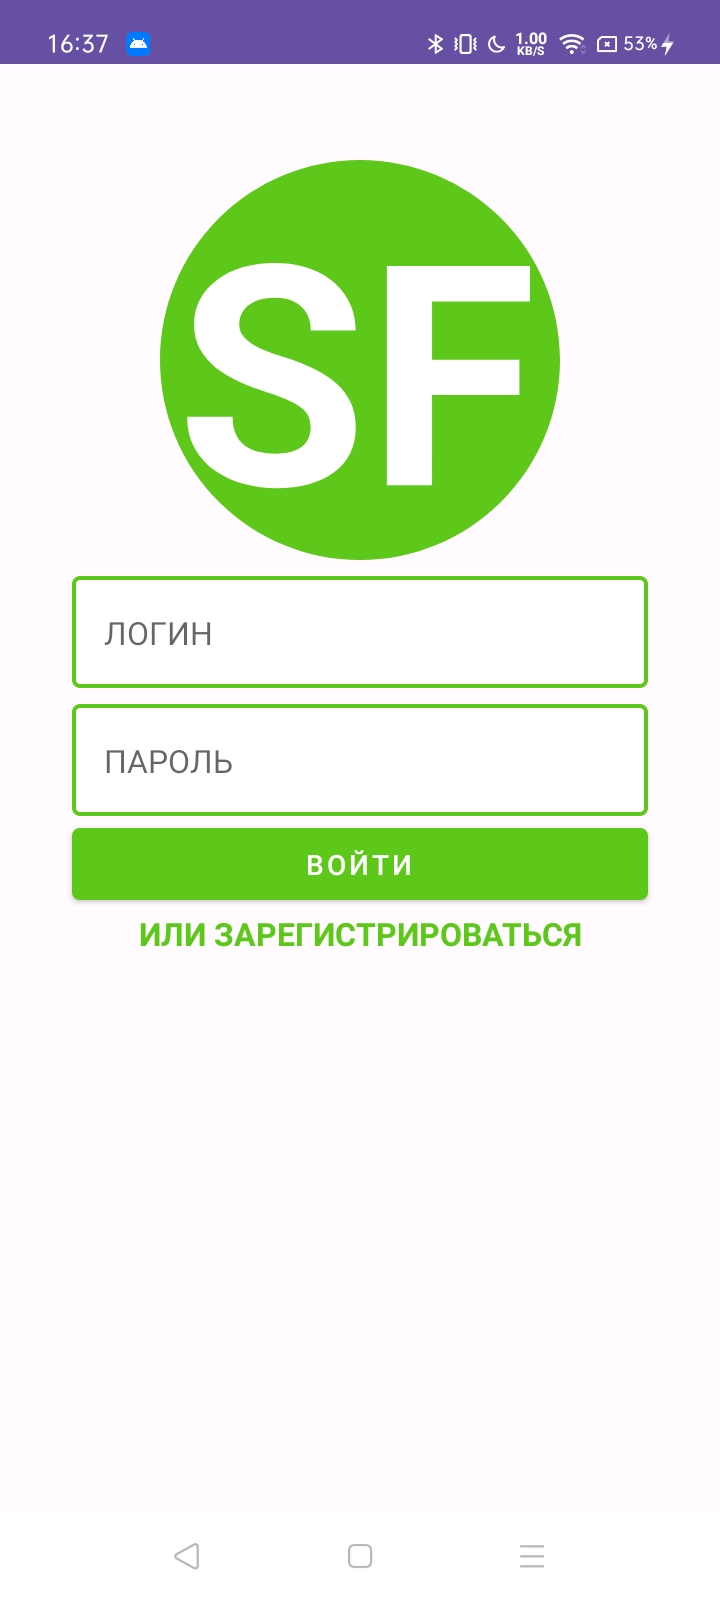 16:37
1.00
KB/S
53%
SF
ЛОГИН
ПАРОЛЬ
ВОЙТИ
ИЛИ ЗАРЕГИСТРИРОВАТЬСЯ